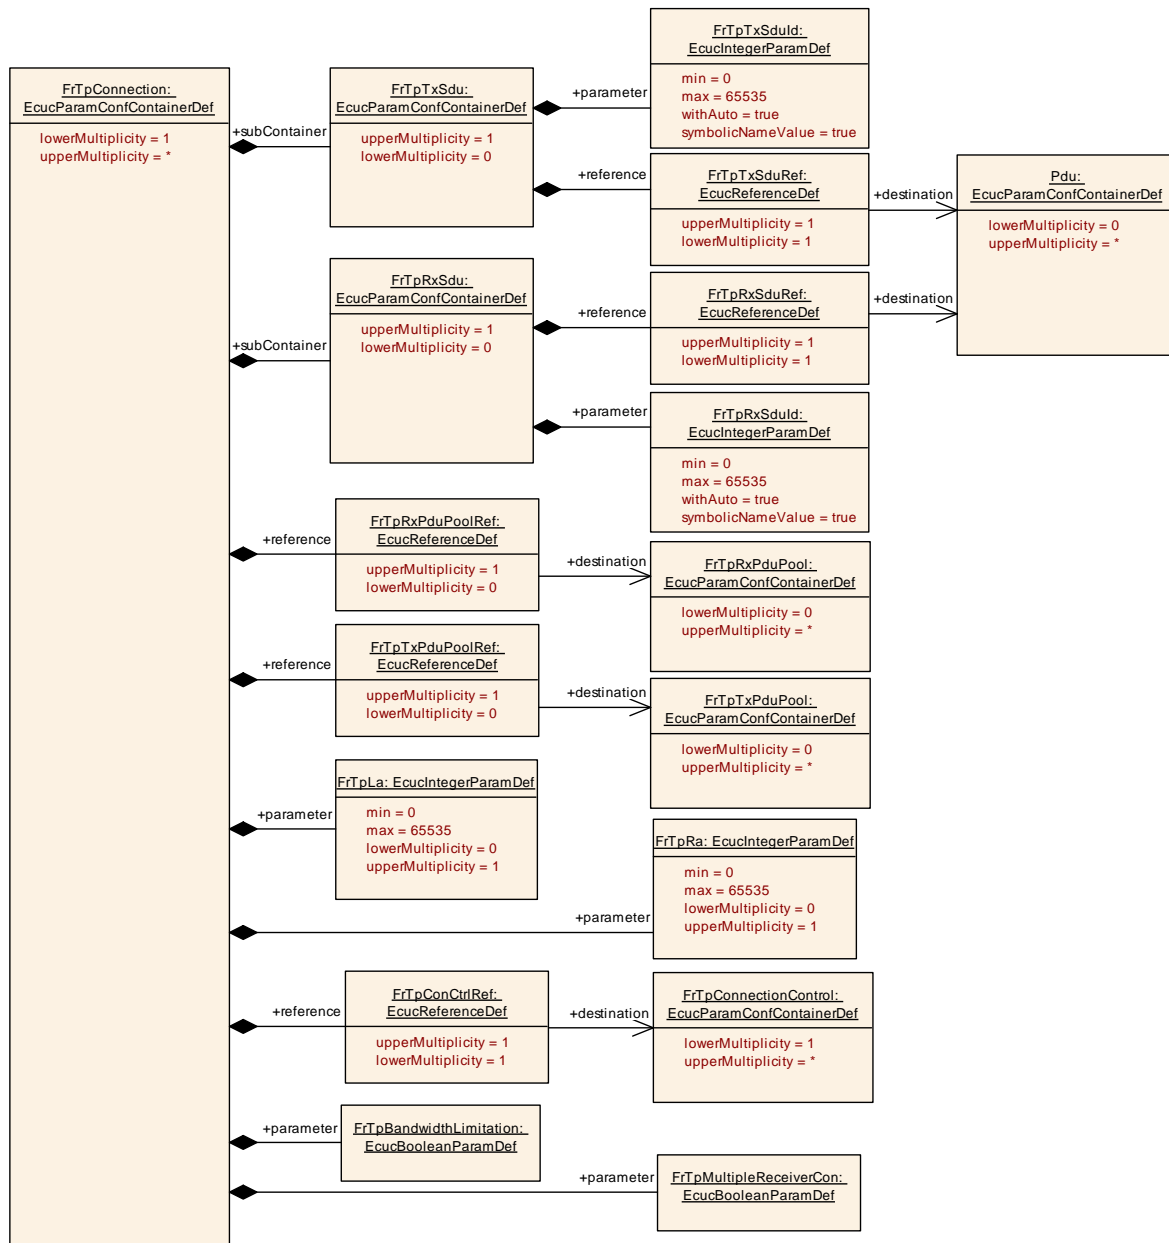 FrTpConnection:
EcucParamConfContainerDef
lowerMultiplicity = 1
upperMultiplicity = *
+subContainer
FrTpTxSdu:
EcucParamConfContainerDef
upperMultiplicity = 1
lowerMultiplicity = 0
+parameter
FrTpTxSduId:
EcucIntegerParamDef
min = 0
max = 65535
withAuto = true
symbolicNameValue = true
+reference
FrTpTxSduRef:
EcucReferenceDef
upperMultiplicity = 1
lowerMultiplicity = 1
+destination
Pdu:
EcucParamConfContainerDef
lowerMultiplicity = 0
upperMultiplicity = *
+subContainer
FrTpRxSdu:
EcucParamConfContainerDef
upperMultiplicity = 1
lowerMultiplicity = 0
+reference
FrTpRxSduRef:
EcucReferenceDef
upperMultiplicity = 1
lowerMultiplicity = 1
+destination
+parameter
FrTpRxSduId:
EcucIntegerParamDef
min = 0
max = 65535
withAuto = true
symbolicNameValue = true
+reference
FrTpRxPduPoolRef:
EcucReferenceDef
upperMultiplicity = 1
lowerMultiplicity = 0
+destination
FrTpRxPduPool:
EcucParamConfContainerDef
lowerMultiplicity = 0
upperMultiplicity = *
+reference
FrTpTxPduPoolRef:
EcucReferenceDef
upperMultiplicity = 1
lowerMultiplicity = 0
+destination
FrTpTxPduPool:
EcucParamConfContainerDef
lowerMultiplicity = 0
upperMultiplicity = *
+parameter
FrTpLa: EcucIntegerParamDef
min = 0
max = 65535
lowerMultiplicity = 0
upperMultiplicity = 1
+parameter
FrTpRa: EcucIntegerParamDef
min = 0
max = 65535
lowerMultiplicity = 0
upperMultiplicity = 1
+reference
FrTpConCtrlRef:
EcucReferenceDef
upperMultiplicity = 1
lowerMultiplicity = 1
+destination
FrTpConnectionControl:
EcucParamConfContainerDef
lowerMultiplicity = 1
upperMultiplicity = *
+parameter
FrTpBandwidthLimitation:
EcucBooleanParamDef
+parameter
FrTpMultipleReceiverCon:
EcucBooleanParamDef